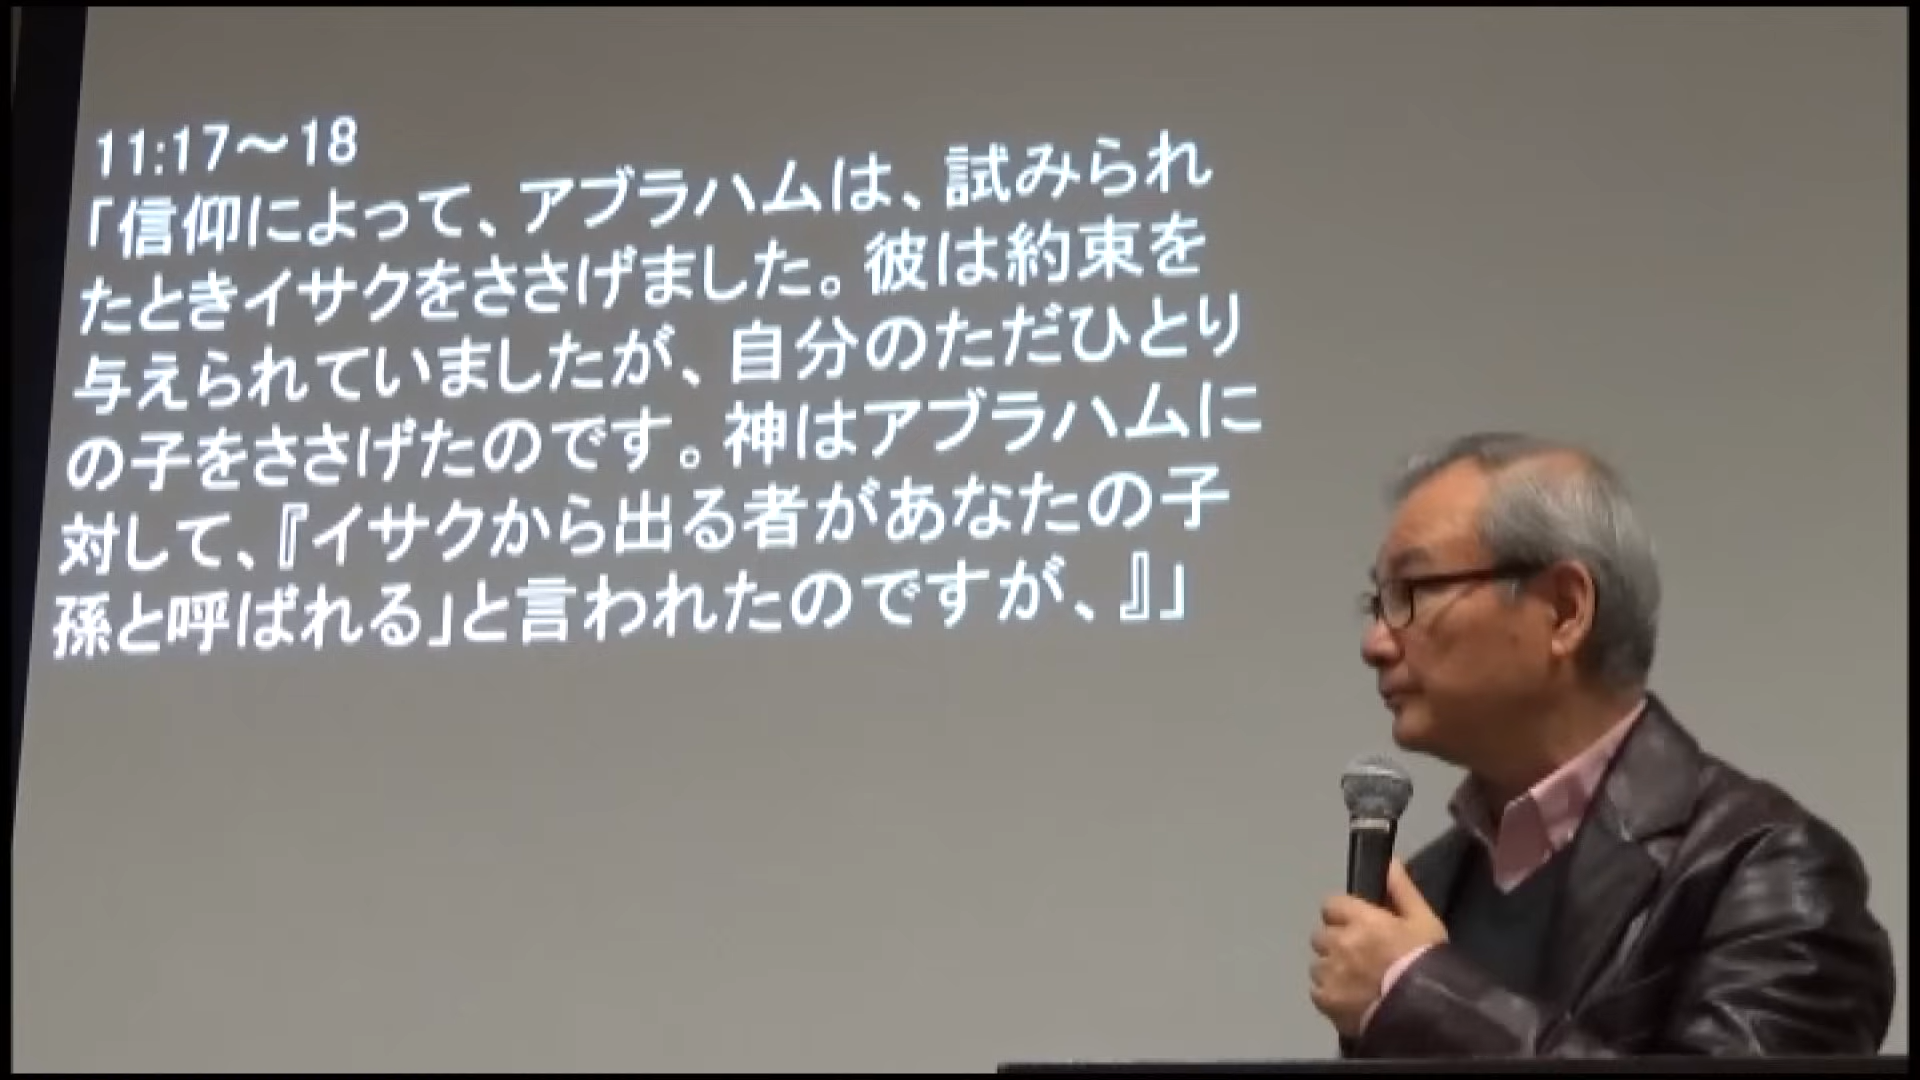 11:17～18
「信仰によって、アブラハムは、試みられ
たときイサクをささげました。彼は約束を
与えられていましたが、自分のただひとり
の子をささげたのです。神はアブラハムに
対して、『イサクから出る者があなたの子
孫と呼ばれる」と言われたのですが、』」